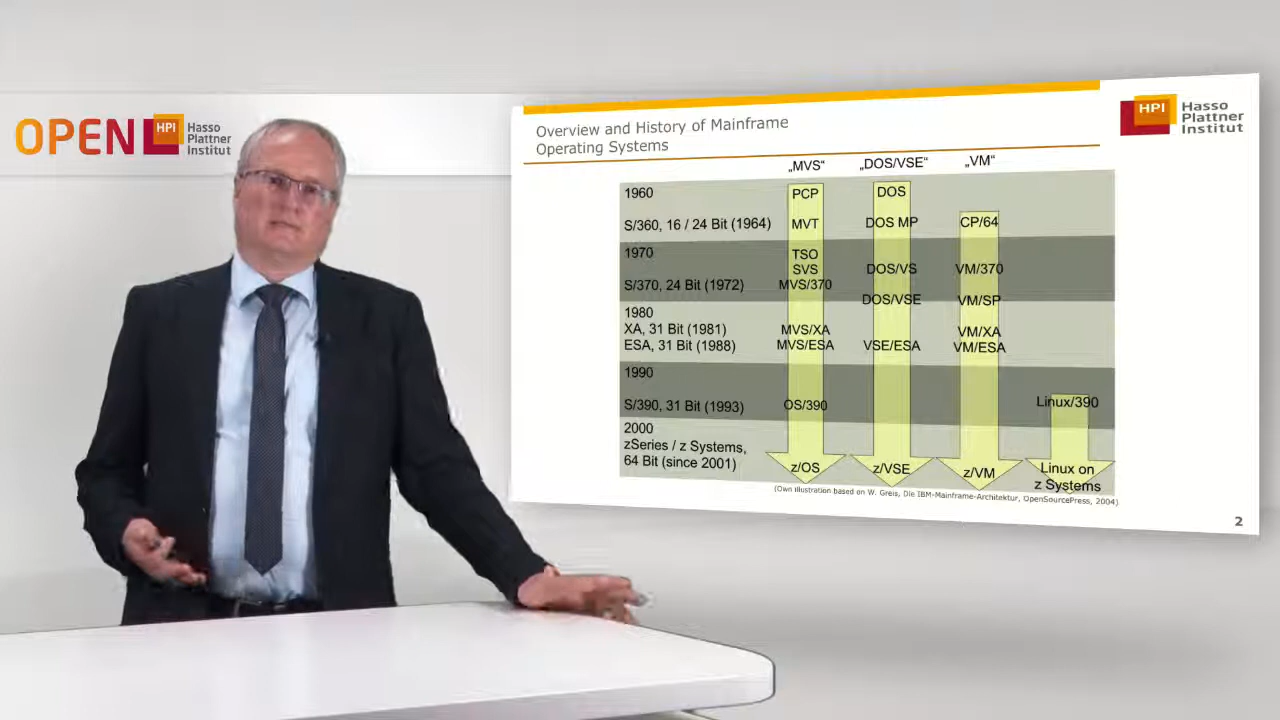 OPEN HPI Hasso
Plattner
Institut
Overview and History of Mainframe
Operating Systems
HPI Hasso
Plattner
Institut
„MVS“ „DOS/VSE“ „VM“
1960 PCP DOS
S/360, 16 / 24 Bit (1964) MVT DOS MP CP/64
1970 TSO
SVS DOS/VS VM/370
S/370, 24 Bit (1972) MVS/370
DOS/VSE VM/SP
1980
XA, 31 Bit (1981) MVS/XA VM/XA
ESA, 31 Bit (1988) MVS/ESA VSE/ESA VM/ESA
1990
S/390, 31 Bit (1993) OS/390 Linux/390
2000
zSeries / z Systems,
64 Bit (since 2001) z/OS z/VSE z/VM Linux on
z Systems
(Own illustration based on W. Greis, Die IBM-Mainframe-Architektur, OpenSourcePress, 2004)
2